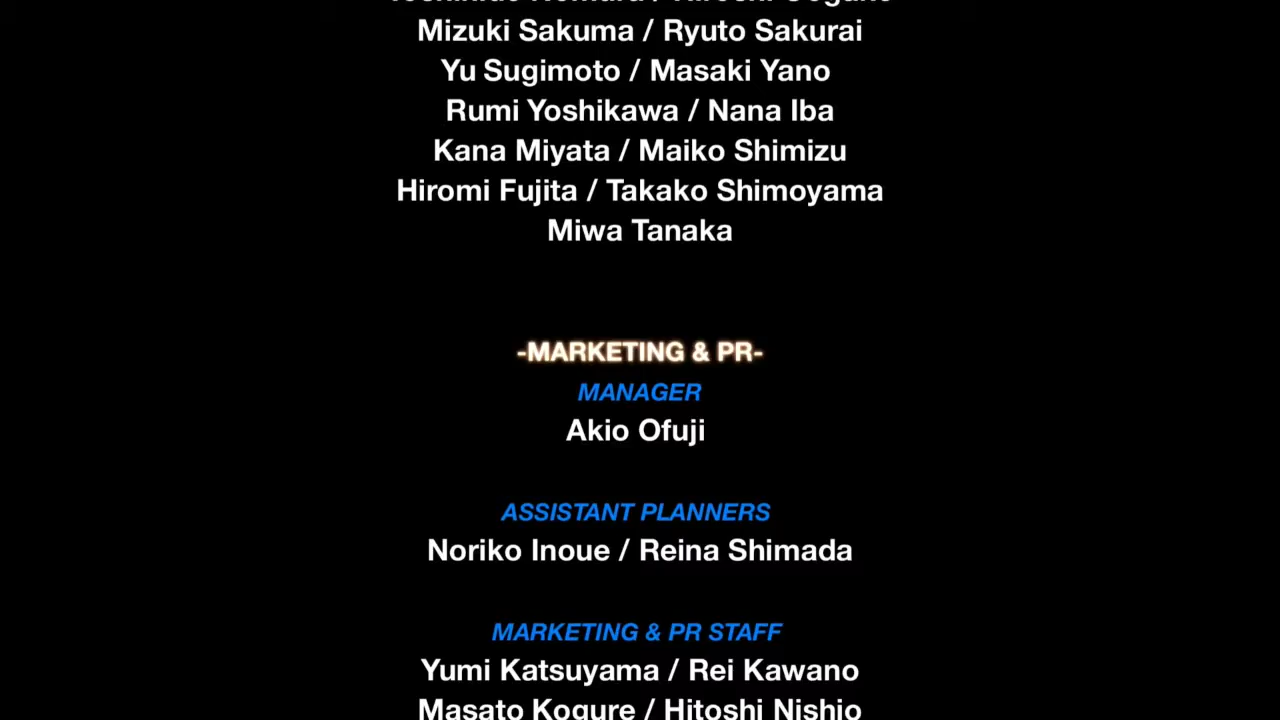 Mizuki Sakuma / Ryuto Sakurai
Yu Sugimoto / Masaki Yano
Rumi Yoshikawa / Nana Iba
Kana Miyata / Maiko Shimizu
Hiromi Fujita / Takako Shimoyama
Miwa Tanaka
-MARKETING & PR-
MANAGER
Akio Ofuji
ASSISTANT PLANNERS
Noriko Inoue / Reina Shimada
MARKETING & PR STAFF
Yumi Katsuyama / Rei Kawano
Masato Kogure / Hitoshi Nishio